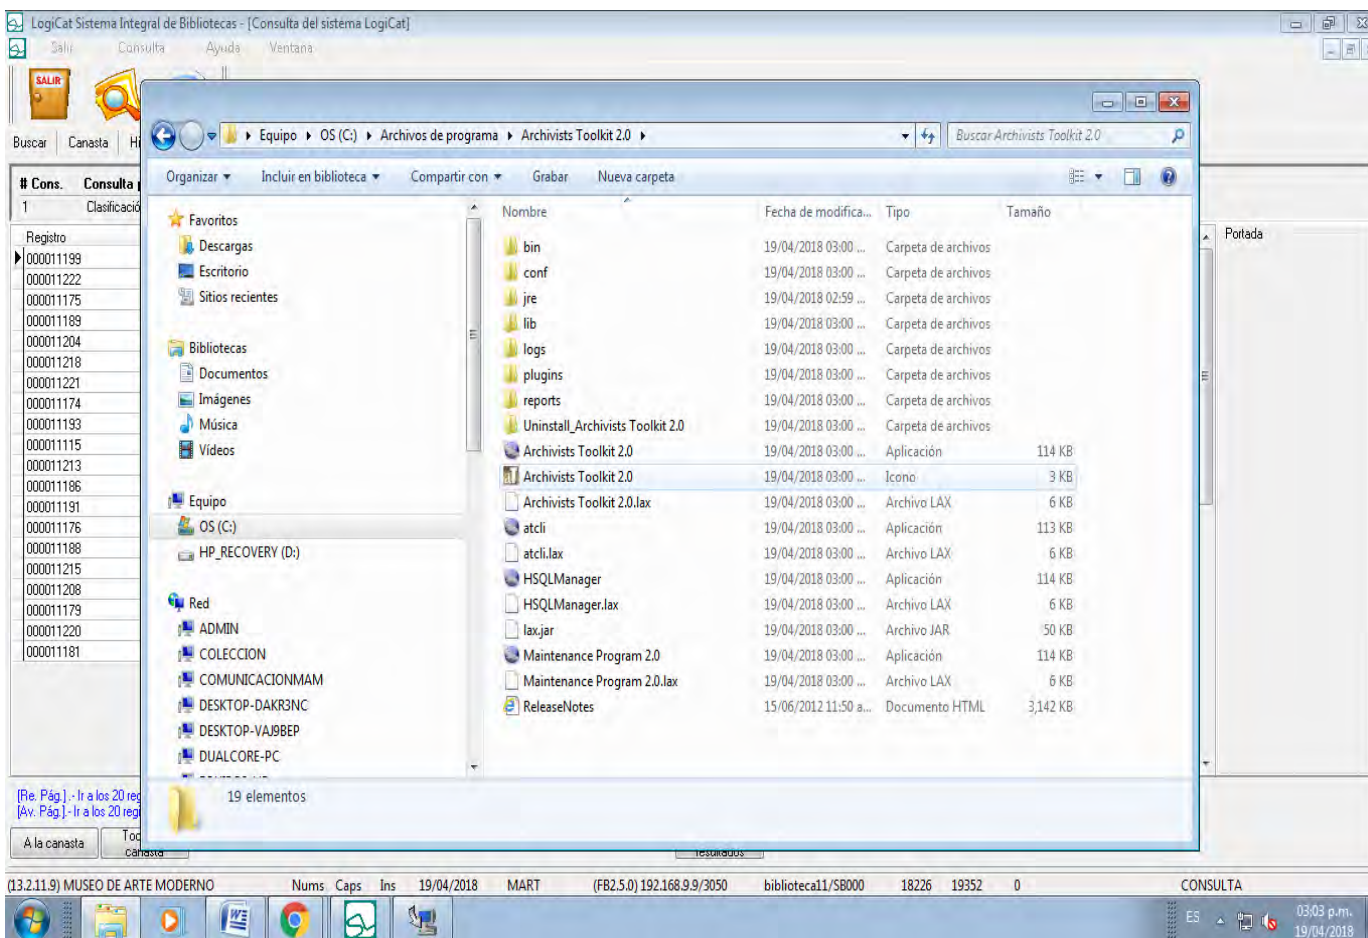 LogiCat Sistema Integral de Bibliotecas - [Consulta del sistema LogiCat]
Salir Consulta Ayuda Ventana
SALIR
Buscar Canasta
# Cons. Consulta
1
Registro
000011199
000011222
000011175
000011189
000011204
000011218
000011221
000011174
000011193
000011115
000011213
000011186
000011191
000011176
000011188
000011215
000011208
000011179
000011220
000011181
Equipo OS (C:) Archivos de programa Archivists Toolkit 2.0
Buscar Archivists Toolkit 2.0
Organizar Incluir en biblioteca Compartir con Grabar Nueva carpeta
Favoritos
Descargas
Escritorio
Sitios recientes
Bibliotecas
Documentos
Imágenes
Música
Vídeos
Equipo
OS (C:)
HP_RECOVERY (D:)
Red
ADMIN
COLECCION
COMUNICACIONMAM
DESKTOP-DAKR3NC
DESKTOP-VAJ9BEP
DUALCORE-PC
Nombre Fecha de modifica... Tipo Tamaño
bin 19/04/2018 03:00 ... Carpeta de archivos
conf 19/04/2018 03:00 ... Carpeta de archivos
jre 19/04/2018 02:59 ... Carpeta de archivos
lib 19/04/2018 03:00 ... Carpeta de archivos
logs 19/04/2018 03:00 ... Carpeta de archivos
plugins 19/04/2018 03:00 ... Carpeta de archivos
reports 19/04/2018 03:00 ... Carpeta de archivos
Uninstall_Archivists Toolkit 2.0 19/04/2018 03:00 ... Carpeta de archivos
Archivists Toolkit 2.0 19/04/2018 03:00 ... Aplicación 114 KB
Archivists Toolkit 2.0 19/04/2018 03:00 ... Icono 3 KB
Archivists Toolkit 2.0.lax 19/04/2018 03:00 ... Archivo LAX 6 KB
atcli 19/04/2018 03:00 ... Aplicación 113 KB
atcli.lax 19/04/2018 03:00 ... Archivo LAX 6 KB
HSQLManager 19/04/2018 03:00 ... Aplicación 114 KB
HSQLManager.lax 19/04/2018 03:00 ... Archivo LAX 6 KB
lax.jar 19/04/2018 03:00 ... Archivo JAR 50 KB
Maintenance Program 2.0 19/04/2018 03:00 ... Aplicación 114 KB
Maintenance Program 2.0.lax 19/04/2018 03:00 ... Archivo LAX 6 KB
ReleaseNotes 15/06/2012 11:50 a... Documento HTML 3,142 KB
19 elementos
Portada
[Re. Pág.] .- Ir a los 20
[Av. Pág.] - Ir a los 20
A la canasta
canasta
resultados
(13.2.11.9) MUSEO DE ARTE MODERNO Nums Caps Ins 19/04/2018 MART (FB2.5.0) 192.168.9.9/3050 biblioteca11/SB000 18226 19352 0 CONSULTA
ES 03:03 p.m.
19/04/2018